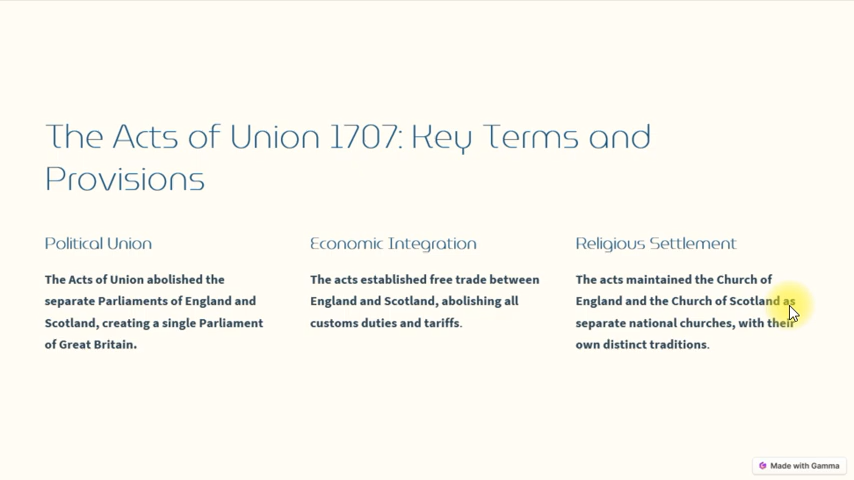 The Acts of Union 1707: Key Terms and
Provisions
Political Union
The Acts of Union abolished the
separate Parliaments of England and
Scotland, creating a single Parliament
of Great Britain.
Economic Integration
The acts established free trade between
England and Scotland, abolishing all
customs duties and tariffs.
Religious Settlement
The acts maintained the Church of
England and the Church of Scotland as
separate national churches, with their
own distinct traditions.
Made with Gamma